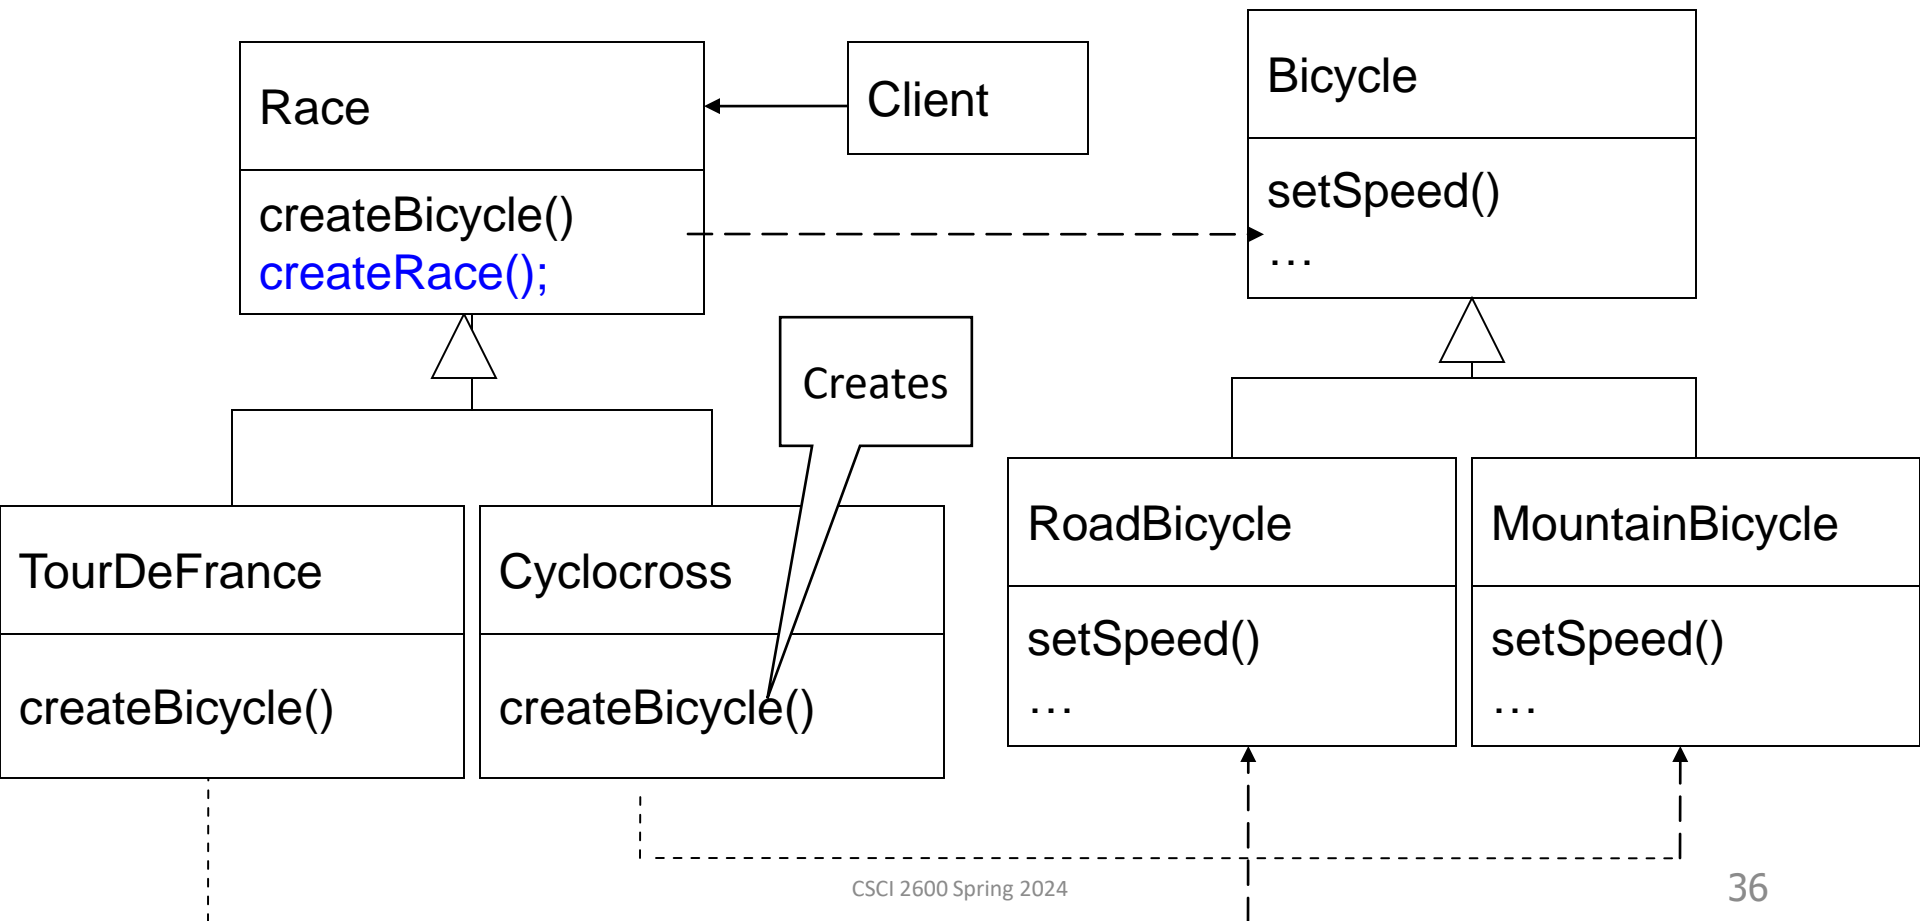 Race
createBicycle()
createRace();
Client
Bicycle
setSpeed()
…
Creates
TourDeFrance
createBicycle()
Cyclocross
createBicycle()
RoadBicycle
setSpeed()
…
MountainBicycle
setSpeed()
…
CSCI 2600 Spring 2024
36